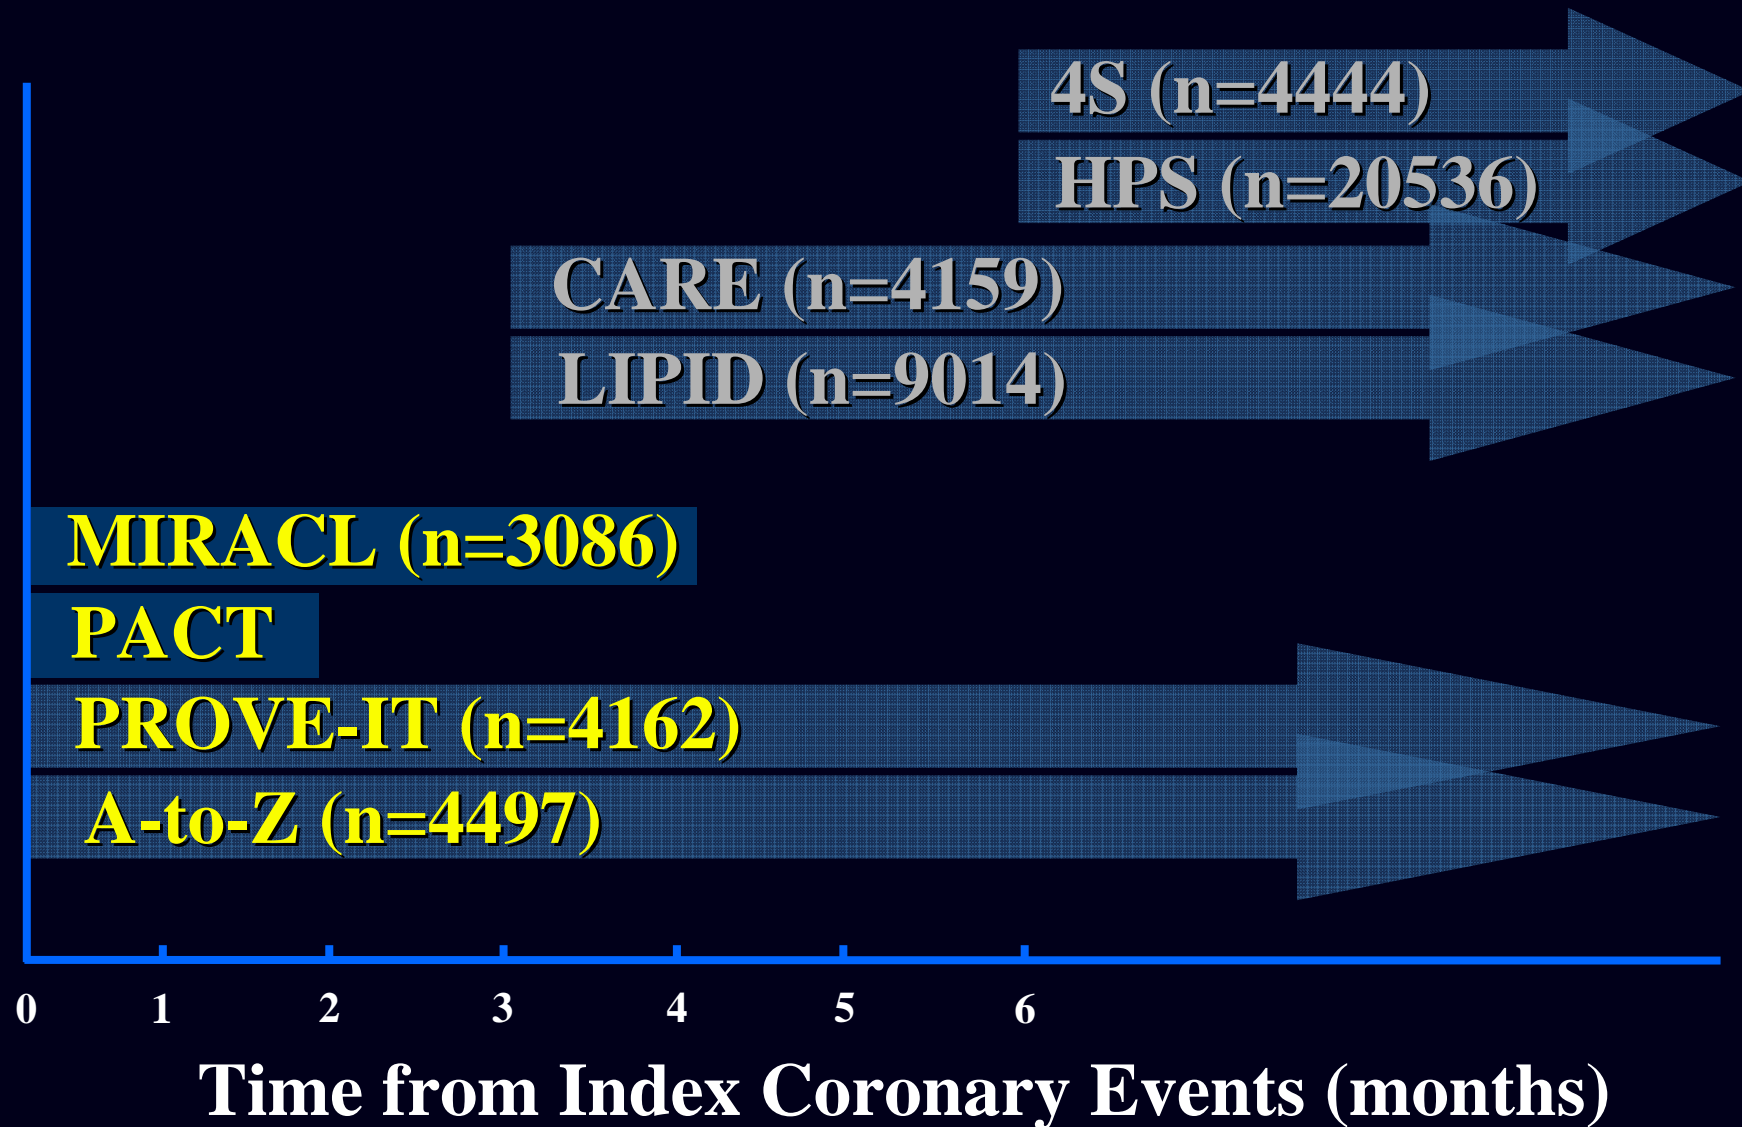 4S (n=4444)
HPS (n=20536)
CARE (n=4159)
LIPID (n=9014)
MIRACL (n=3086)
PACT
PROVE-IT (n=4162)
A-to-Z (n=4497)
0 1 2 3 4 5 6
Time from Index Coronary Events (months)